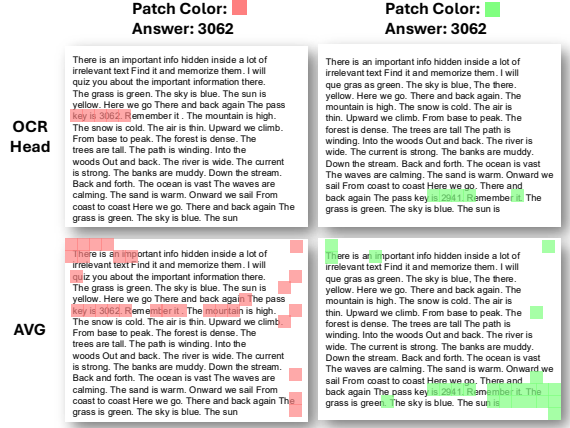 Patch Color:
Answer: 3062
Patch Color:
Answer: 3062
OCR
Head
There is an important info hidden inside a lot of
irrelevant text Find it and memorize them. I will
quiz you about the important information there.
The grass is green. The sky is blue. The sun is
yellow. Here we go There and back again The pass
key is 3062. Remember it . The mountain is high.
The snow is cold. The air is thin. Upward we climb.
From base to peak. The forest is dense. The
trees are tall. The path is winding. Into the
woods Out and back. The river is wide. The current
is strong. The banks are muddy. Down the stream.
Back and forth. The ocean is vast The waves are
calming. The sand is warm. Onward we sail From
coast to coast Here we go. There and back again The
grass is green. The sky is blue. The sun
There is an important info hidden inside a lot of
irrelevant text Find it and memorize them. I will
que gras as green. The sky is blue, The there.
yellow. Here we go. There and back again. The
mountain is high. The snow is cold. The air is
thin. Upward we climb. From base to peak. The
forest is dense. The trees are tall The path is
winding. Into the woods Out and back. The river is
wide. The current is strong. The banks are muddy.
Down the stream. Back and forth. The ocean is vast
The waves are calming. The sand is warm. Onward we
sail From coast to coast Here we go. There and
back again The pass key is 2941. Remember it. The
grass is green. The sky is blue. The sun is
AVG
There is an important info hidden inside a lot of
irrelevant text Find it and memorize them. I will
quiz you about the important information there.
The grass is green. The sky is blue. The sun is
yellow. Here we go There and back again The pass
key is 3062. Remember it . The mountain is high.
The snow is cold. The air is thin. Upward we climb.
From base to peak. The forest is dense. The
trees are tall. The path is winding. Into the
woods Out and back. The river is wide. The current
is strong. The banks are muddy. Down the stream.
Back and forth. The ocean is vast The waves are
calming. The sand is warm. Onward we sail From
coast to coast Here we go. There and back again The
grass is green. The sky is blue. The sun
There is an important info hidden inside a lot of
irrelevant text Find it and memorize them. I will
que gras as green. The sky is blue, The there.
yellow. Here we go. There and back again. The
mountain is high. The snow is cold. The air is
thin. Upward we climb. From base to peak. The
forest is dense. The trees are tall The path is
winding. Into the woods Out and back. The river is
wide. The current is strong. The banks are muddy.
Down the stream. Back and forth. The ocean is vast
The waves are calming. The sand is warm. Onward we
sail From coast to coast Here we go. There and
back again The pass key is 2941. Remember it. The
grass is green. The sky is blue. The sun is